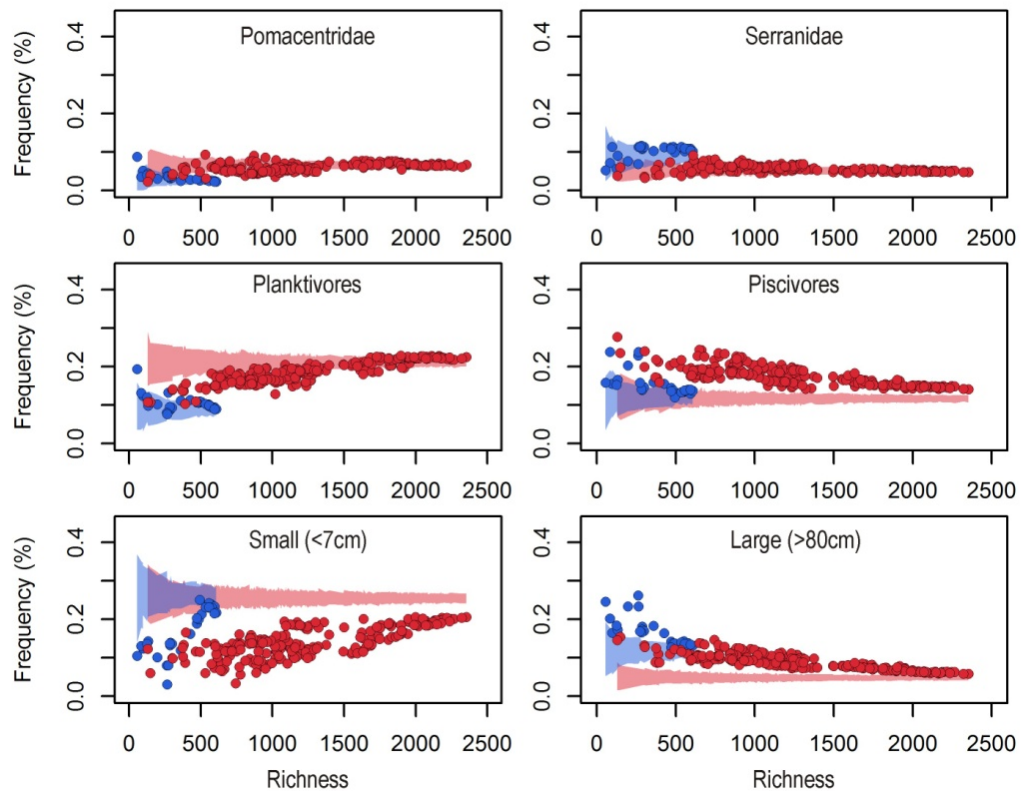 Pomacentridae
Frequency (%)
0.0 0.2 0.4
0 500 1000 1500 2000 2500
Serranidae
0.0 0.2 0.4
0 500 1000 1500 2000 2500
Planktivores
Frequency (%)
0.0 0.2 0.4
0 500 1000 1500 2000 2500
Piscivores
0.0 0.2 0.4
0 500 1000 1500 2000 2500
Small (<7cm)
Frequency (%)
0.0 0.2 0.4
0 500 1000 1500 2000 2500
Richness
Large (>80cm)
0.0 0.2 0.4
0 500 1000 1500 2000 2500
Richness